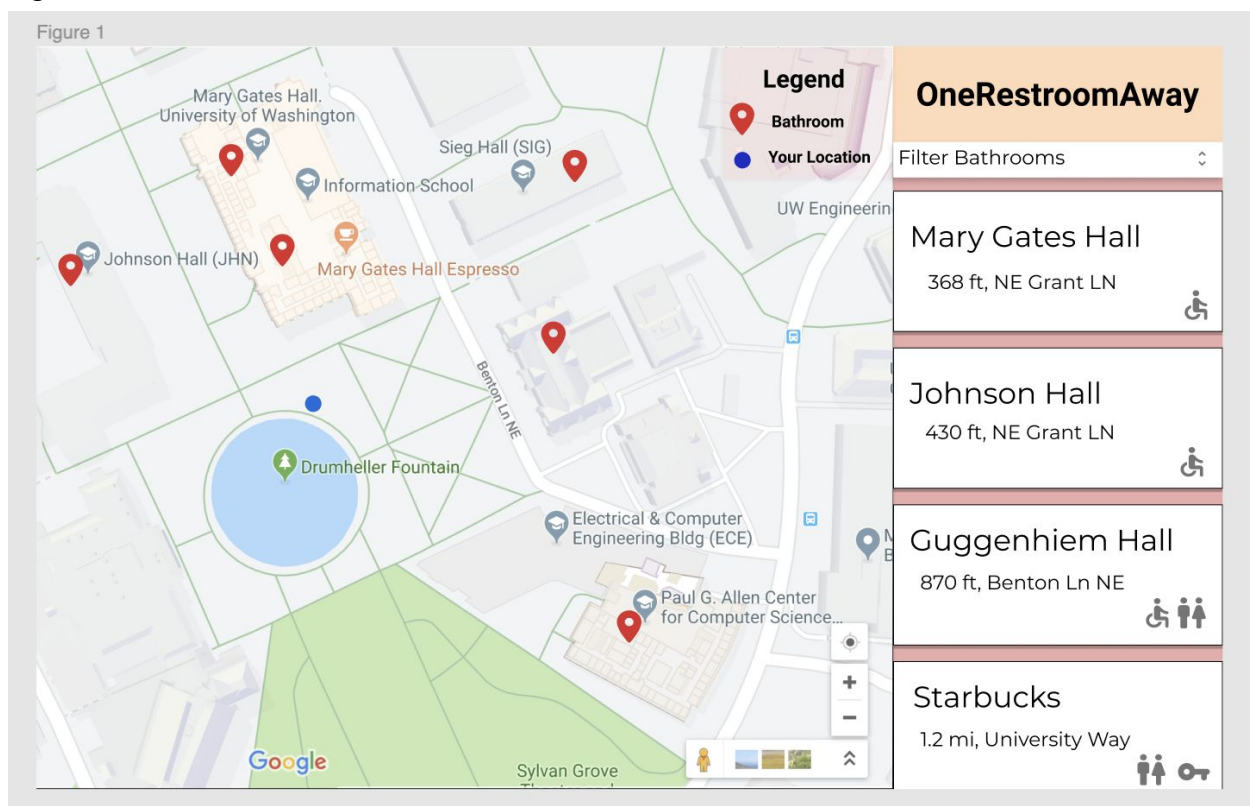 Figure 1
Mary Gates Hall.
University of Washington
Sieg Hall (SIG)
Information School
Johnson Hall (JHN)
Mary Gates Hall Espresso
UW Engineerin
Benton Ln NE
Drumheller Fountain
Electrical & Computer
Engineering Bldg (ECE)
Paul G. Allen Center
for Computer Science...
Google
Sylvan Grove
Legend
Bathroom
Your Location
OneRestroomAway
Filter Bathrooms
Mary Gates Hall
368 ft, NE Grant LN
Johnson Hall
430 ft, NE Grant LN
Guggenhiem Hall
870 ft, Benton Ln NE
Starbucks
1.2 mi, University Way